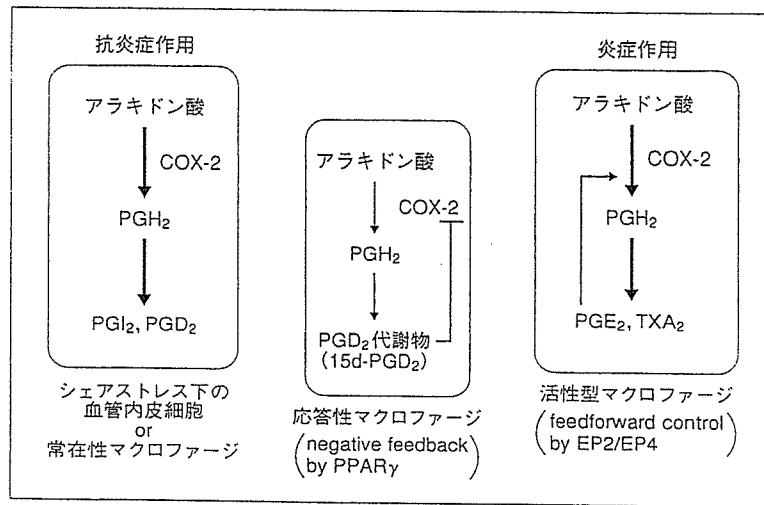 抗炎症作用
アラキドン酸
COX-2
PGH₂
PGI₂, PGD₂
シェアストレス下の
血管内皮細胞
or
常在性マクロファージ
アラキドン酸
COX-2
PGH₂
PGD₂代謝物
(15d-PGD₂)
応答性マクロファージ
(negative feedback
by PPARγ)
炎症作用
アラキドン酸
COX-2
PGH₂
PGE₂, TXA₂
活性型マクロファージ
(feedforward control
by EP2/EP4)